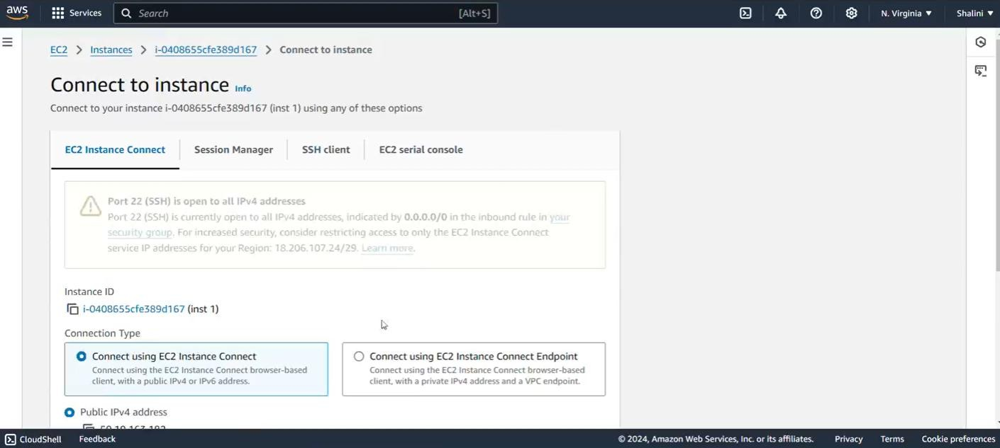 aws
Services
Search
[Alt+S]
N. Virginia
Shalini
EC2 > Instances > i-0408655cfe389d167 > Connect to instance
Connect to instance Info
Connect to your instance i-0408655cfe389d167 (inst 1) using any of these options
EC2 Instance Connect
Session Manager
SSH client
EC2 serial console
Port 22 (SSH) is open to all IPv4 addresses
Port 22 (SSH) is currently open to all IPv4 addresses, indicated by 0.0.0.0/0 in the inbound rule in your
security group. For increased security, consider restricting access to only the EC2 Instance Connect
service IP addresses for your Region: 18.206.107.24/29. Learn more.
Instance ID
i-0408655cfe389d167 (inst 1)
Connection Type
Connect using EC2 Instance Connect
Connect using the EC2 Instance Connect browser-based
client, with a public IPv4 or IPv6 address.
Connect using EC2 Instance Connect Endpoint
Connect using the EC2 Instance Connect browser-based
client, with a private IPv4 address and a VPC endpoint.
Public IPv4 address
CloudShell
Feedback
© 2024, Amazon Web Services, Inc. or its affiliates.
Privacy
Terms
Cookie preferences